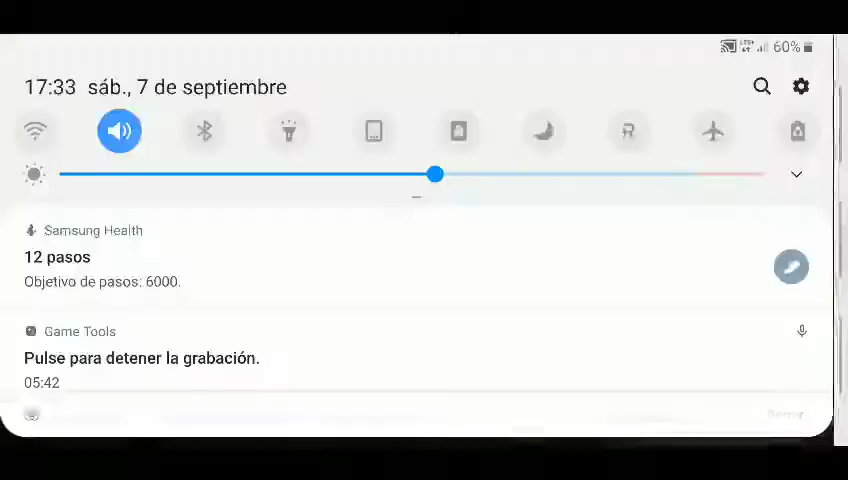 60%
17:33 sáb., 7 de septiembre
Samsung Health
12 pasos
Objetivo de pasos: 6000.
Game Tools
Pulse para detener la grabación.
05:42
Borrar